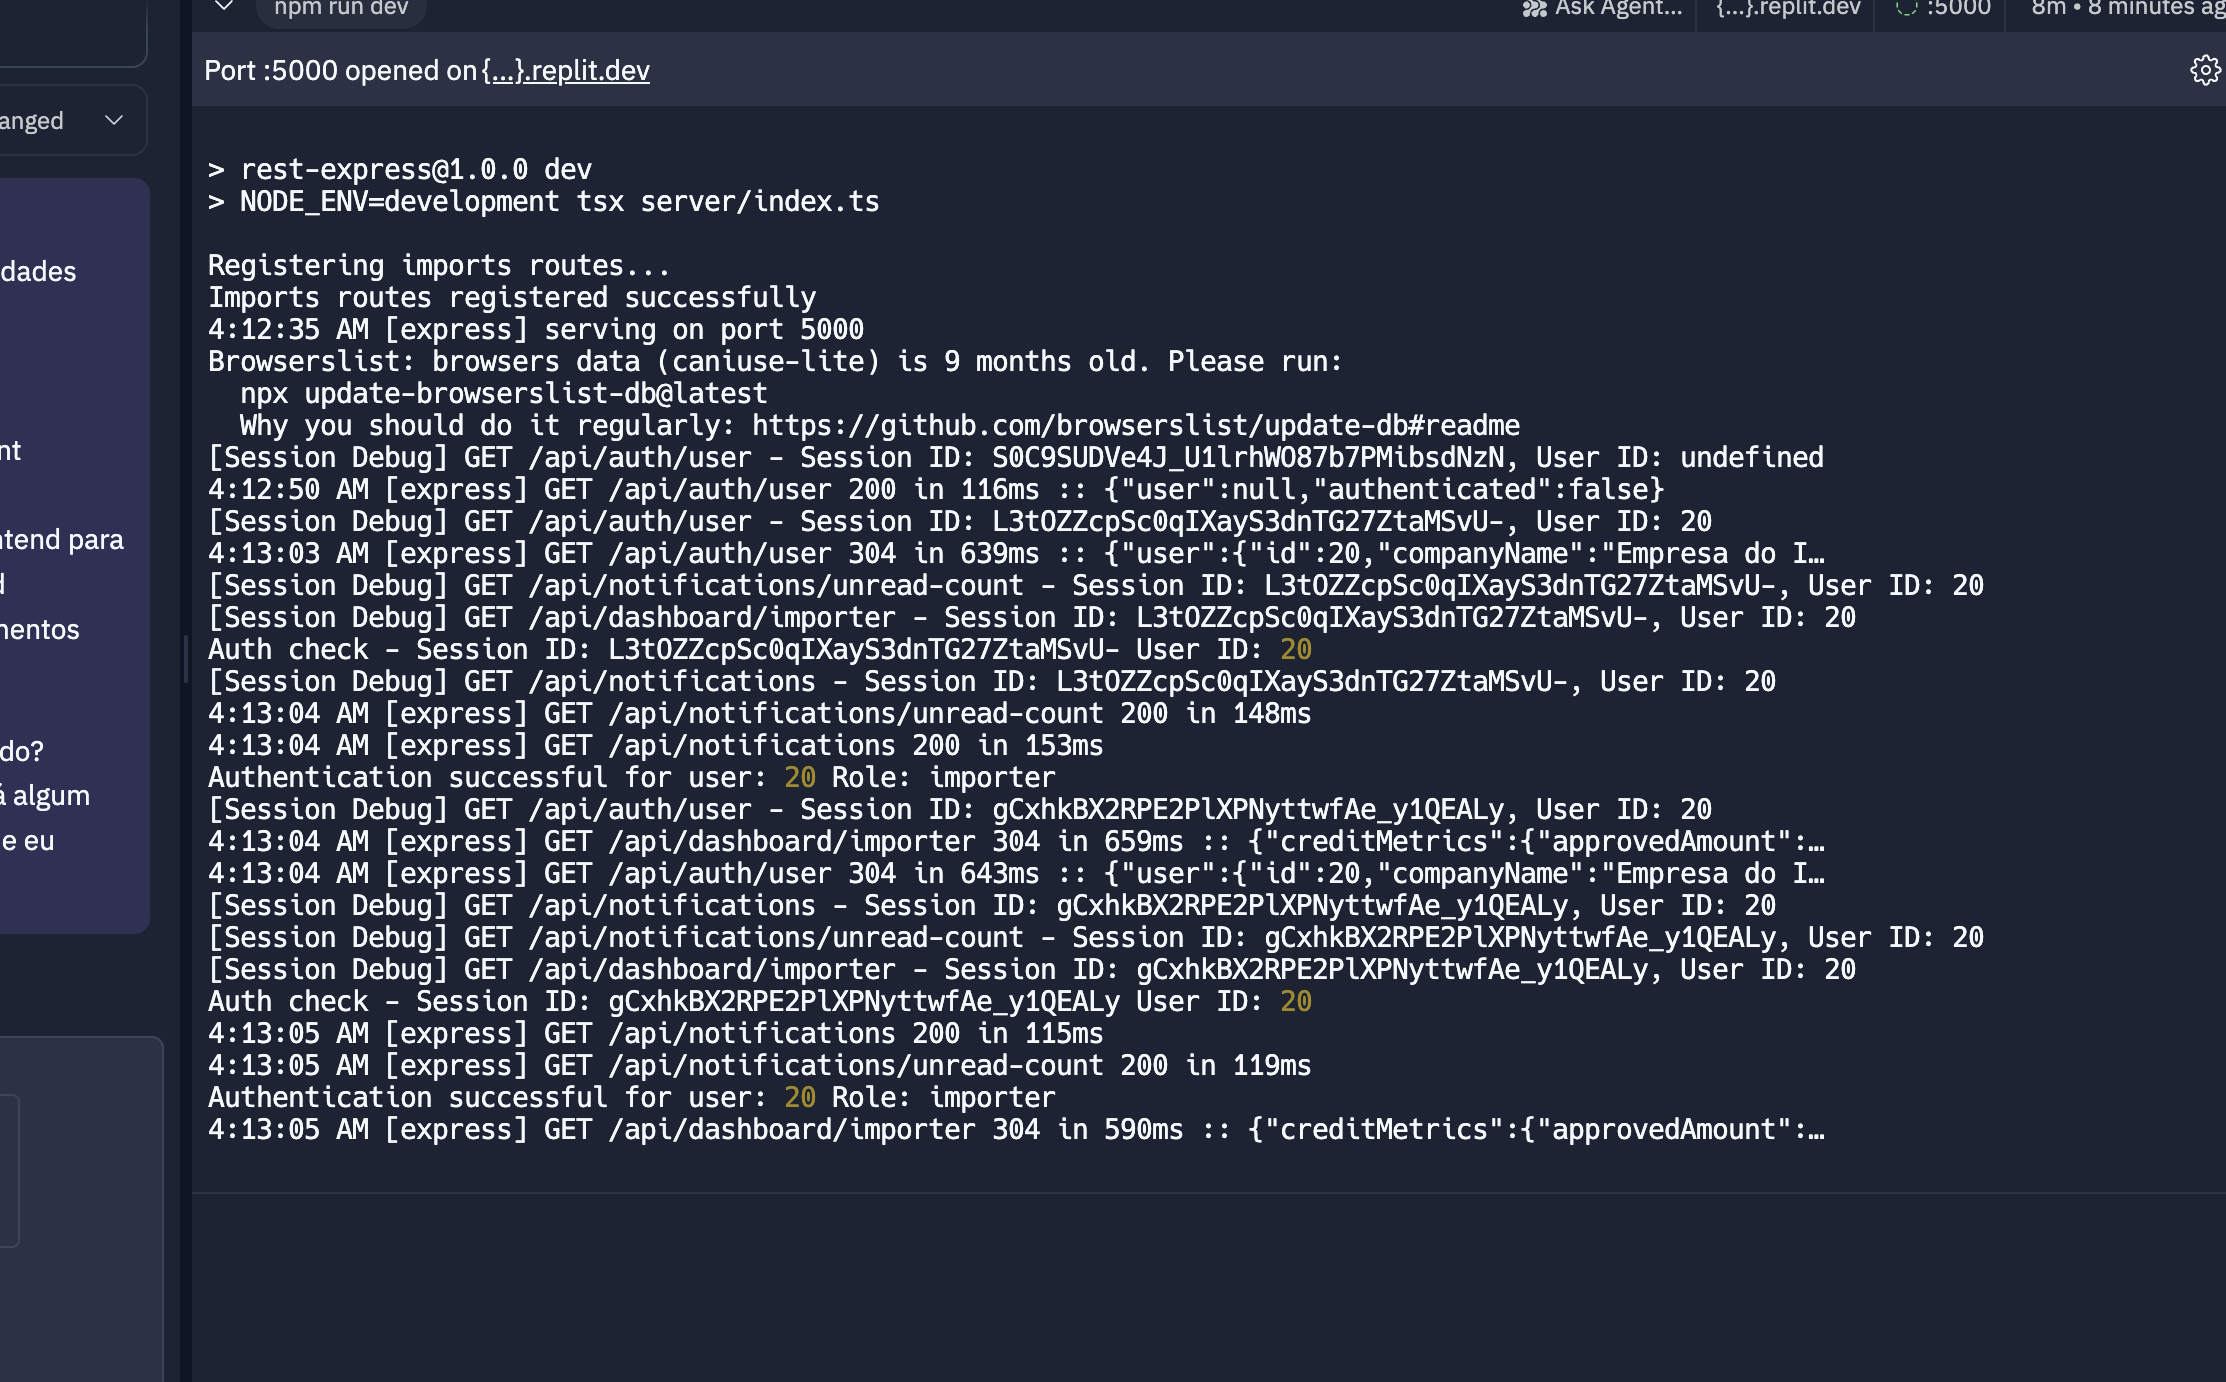 npm run dev
Ask Agent...
{...}.replit.dev
:5000
8m • 8 minutes ag
Port :5000 opened on {...}.replit.dev
anged
dades
nt
ntend para
d
nentos
do?
á algum
e eu
> rest-express@1.0.0 dev
> NODE_ENV=development tsx server/index.ts
Registering imports routes...
Imports routes registered successfully
4:12:35 AM [express] serving on port 5000
Browserslist: browsers data (caniuse-lite) is 9 months old. Please run:
  npx update-browserslist-db@latest
  Why you should do it regularly: https://github.com/browserslist/update-db#readme
[Session Debug] GET /api/auth/user - Session ID: S0C9SUDVe4J_U1lrhWO87b7PMibsdNzN, User ID: undefined
4:12:50 AM [express] GET /api/auth/user 200 in 116ms :: {"user":null,"authenticated":false}
[Session Debug] GET /api/auth/user - Session ID: L3tOZZcpSc0qIXayS3dnTG27ZtaMSvU-, User ID: 20
4:13:03 AM [express] GET /api/auth/user 304 in 639ms :: {"user":{"id":20,"companyName":"Empresa do I…
[Session Debug] GET /api/notifications/unread-count - Session ID: L3tOZZcpSc0qIXayS3dnTG27ZtaMSvU-, User ID: 20
[Session Debug] GET /api/dashboard/importer - Session ID: L3tOZZcpSc0qIXayS3dnTG27ZtaMSvU-, User ID: 20
Auth check - Session ID: L3tOZZcpSc0qIXayS3dnTG27ZtaMSvU- User ID: 20
[Session Debug] GET /api/notifications - Session ID: L3tOZZcpSc0qIXayS3dnTG27ZtaMSvU-, User ID: 20
4:13:04 AM [express] GET /api/notifications/unread-count 200 in 148ms
4:13:04 AM [express] GET /api/notifications 200 in 153ms
Authentication successful for user: 20 Role: importer
[Session Debug] GET /api/auth/user - Session ID: gCxhkBX2RPE2PlXPNyttwfAe_y1QEALy, User ID: 20
4:13:04 AM [express] GET /api/dashboard/importer 304 in 659ms :: {"creditMetrics":{"approvedAmount":…
4:13:04 AM [express] GET /api/auth/user 304 in 643ms :: {"user":{"id":20,"companyName":"Empresa do I…
[Session Debug] GET /api/notifications - Session ID: gCxhkBX2RPE2PlXPNyttwfAe_y1QEALy, User ID: 20
[Session Debug] GET /api/notifications/unread-count - Session ID: gCxhkBX2RPE2PlXPNyttwfAe_y1QEALy, User ID: 20
[Session Debug] GET /api/dashboard/importer - Session ID: gCxhkBX2RPE2PlXPNyttwfAe_y1QEALy, User ID: 20
Auth check - Session ID: gCxhkBX2RPE2PlXPNyttwfAe_y1QEALy User ID: 20
4:13:05 AM [express] GET /api/notifications 200 in 115ms
4:13:05 AM [express] GET /api/notifications/unread-count 200 in 119ms
Authentication successful for user: 20 Role: importer
4:13:05 AM [express] GET /api/dashboard/importer 304 in 590ms :: {"creditMetrics":{"approvedAmount":…